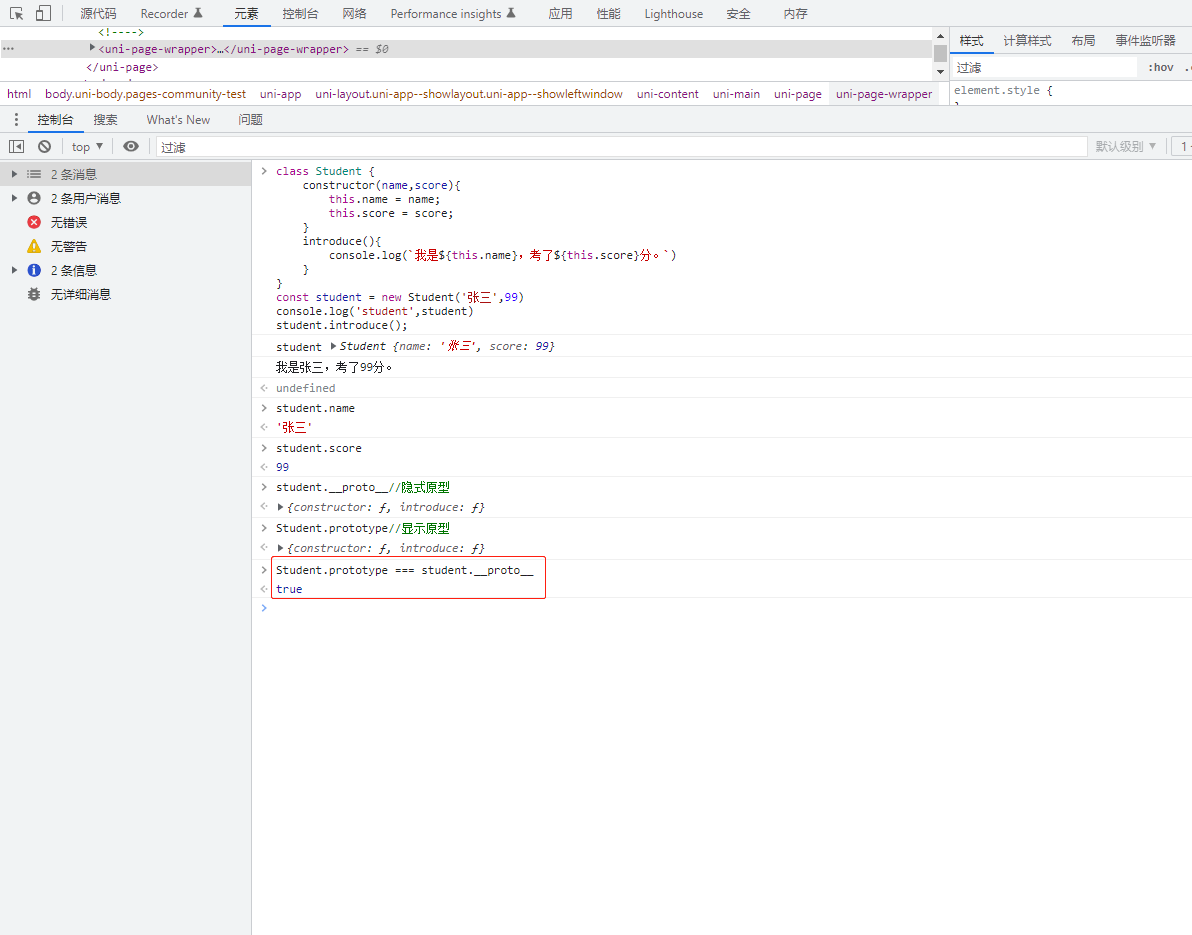 源代码 Recorder 元素 控制台 网络 Performance insights 应用 性能 Lighthouse 安全 内存
<!---->
<uni-page-wrapper>…</uni-page-wrapper> == $0
</uni-page>
样式 计算样式 布局 事件监听器
过滤 :hov
element.style {
html body.uni-body.pages-community-test uni-app uni-layout.uni-app--showlayout.uni-app--showleftwindow uni-content uni-main uni-page uni-page-wrapper
控制台 搜索 What's New 问题
top ▼ 过滤 默认级别 ▼ 1
2 条消息
2 条用户消息
无错误
无警告
2 条信息
无详细消息
class Student {
constructor(name,score){
this.name = name;
this.score = score;
}
introduce(){
console.log(`我是${this.name}，考了${this.score}分。`)
}
}
const student = new Student('张三',99)
console.log('student',student)
student.introduce();
student Student {name: '张三', score: 99}
我是张三，考了99分。
undefined
student.name
'张三'
student.score
99
student.__proto__//隐式原型
{constructor: ƒ, introduce: ƒ}
Student.prototype//显示原型
{constructor: ƒ, introduce: ƒ}
Student.prototype === student.__proto__
true